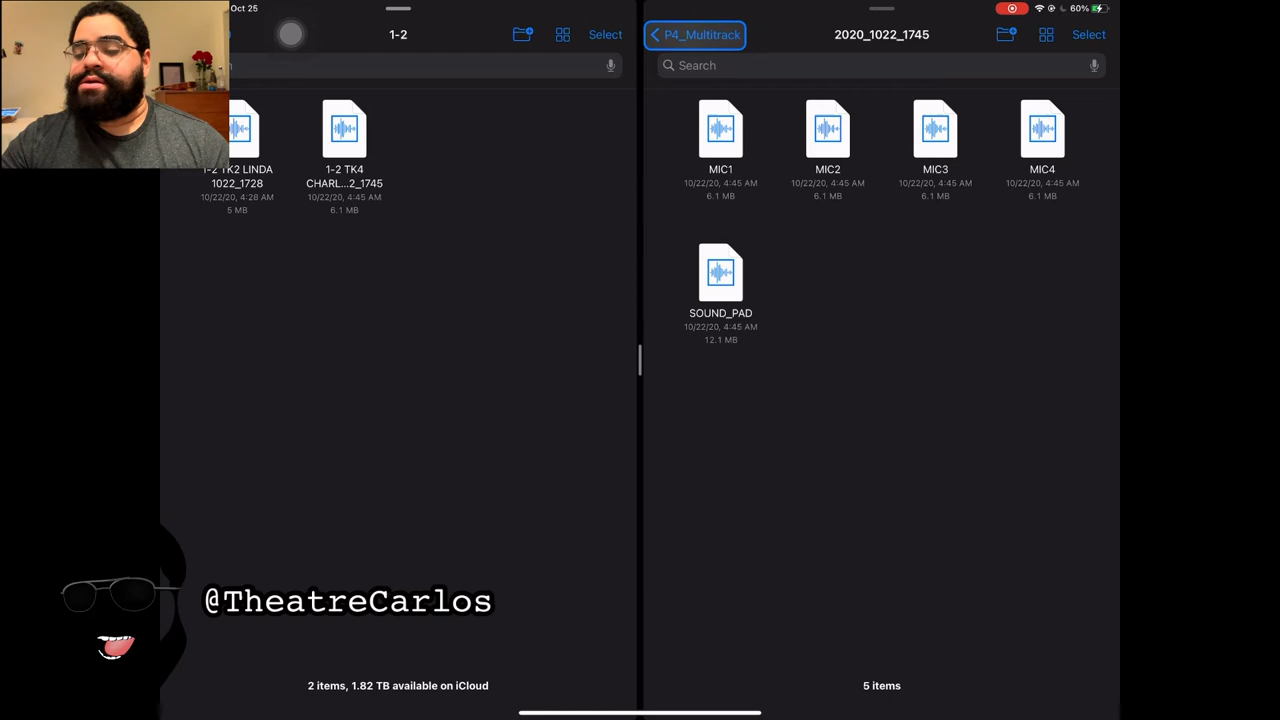 Oct 25
60%
1-2
Select
P4_Multitrack
2020_1022_1745
Select
Search
1-2 TK2 LINDA
1022_1728
10/22/20, 4:28 AM
5 MB
1-2 TK4
CHARL...2_1745
10/22/20, 4:45 AM
6.1 MB
MIC1
10/22/20, 4:45 AM
6.1 MB
MIC2
10/22/20, 4:45 AM
6.1 MB
MIC3
10/22/20, 4:45 AM
6.1 MB
MIC4
10/22/20, 4:45 AM
6.1 MB
SOUND_PAD
10/22/20, 4:45 AM
12.1 MB
@TheatreCarlos
2 items, 1.82 TB available on iCloud
5 items